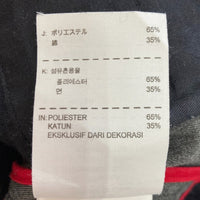 J: ポリエステル 65%
綿 35%
K: 섬유혼용율
폴리에스터 65%
면 35%
IN: POLIESTER 65%
KATUN 35%
EKSKLUSIF DARI DEKORASI